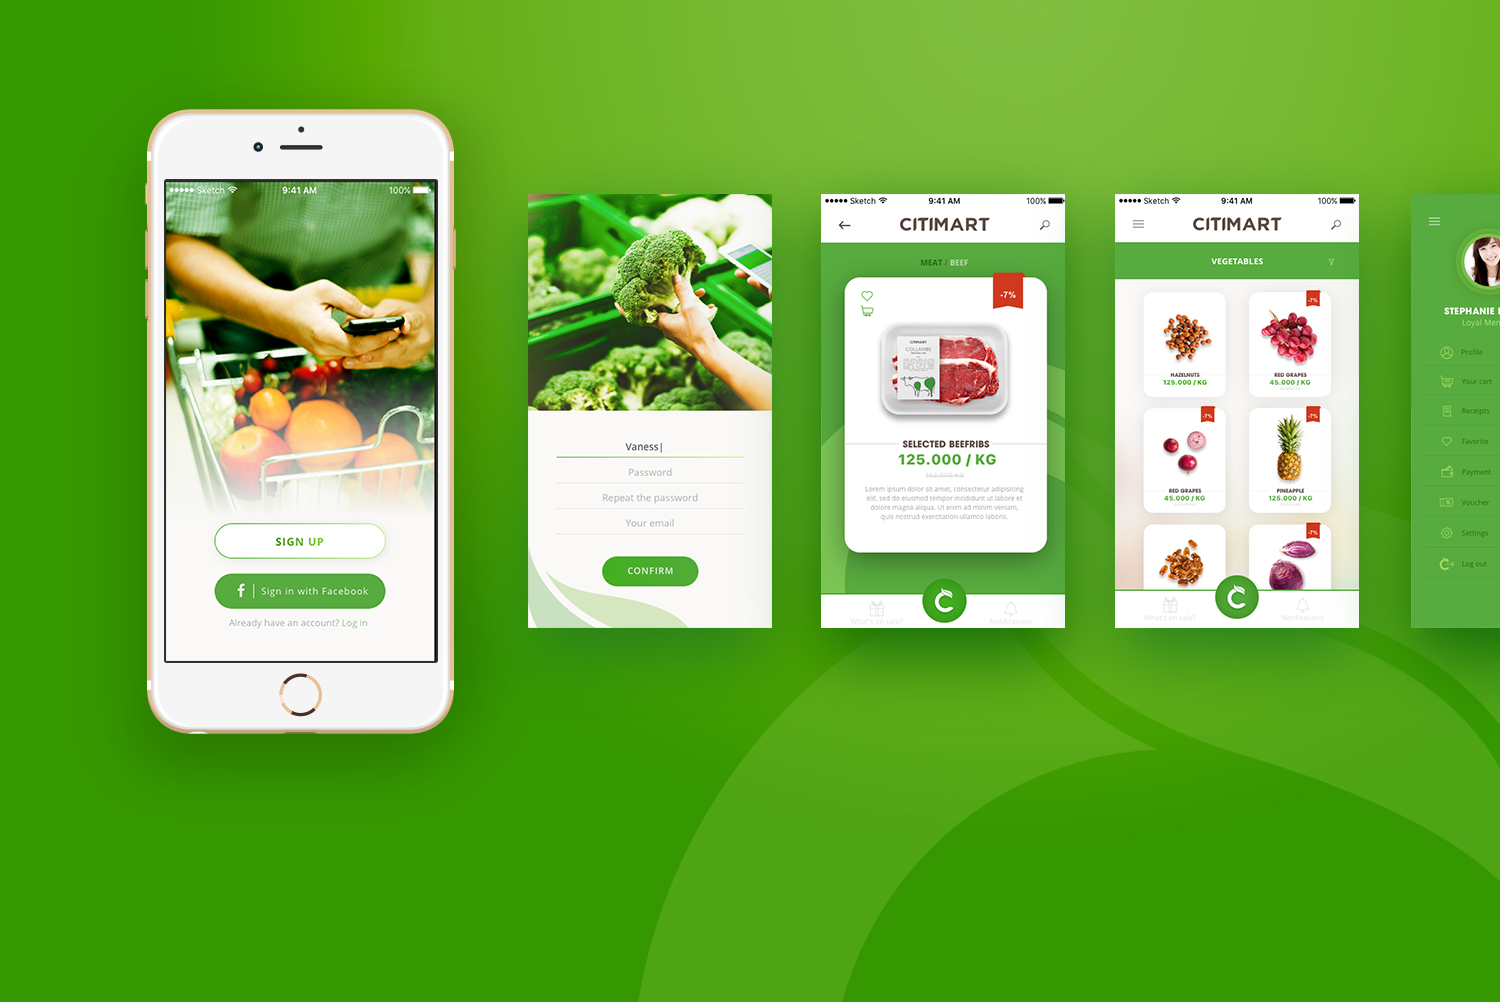 Sketch
9:41 AM
100%
SIGN UP
f
Sign in with Facebook
Already have an account? Log in
Vaness|
Password
Repeat the password
Your email
CONFIRM
Sketch
9:41 AM
100%
CITIMART
MEAT / BEEF
-7%
CITIMART
SELECTED BEEFRIBS
125.000 / KG
Lorem ipsum dolor sit amet, consectetur adipisicing
elit, sed do eiusmod tempor incididunt ut labore et
dolore magna aliqua. Ut enim ad minim veniam,
quis nostrud exercitation ullamco laboris.
What's on sale?
Notifications
Sketch
9:41 AM
100%
CITIMART
VEGETABLES
HAZELNUTS
125.000 / KG
-7%
RED GRAPES
45.000 / KG
-7%
RED GRAPES
45.000 / KG
-7%
PINEAPPLE
125.000 / KG
-7%
What's on sale?
Notifications
STEPHANIE
Loyal
Profile
Your cart
Receipts
Favorite
Payment
Voucher
Settings
Log out